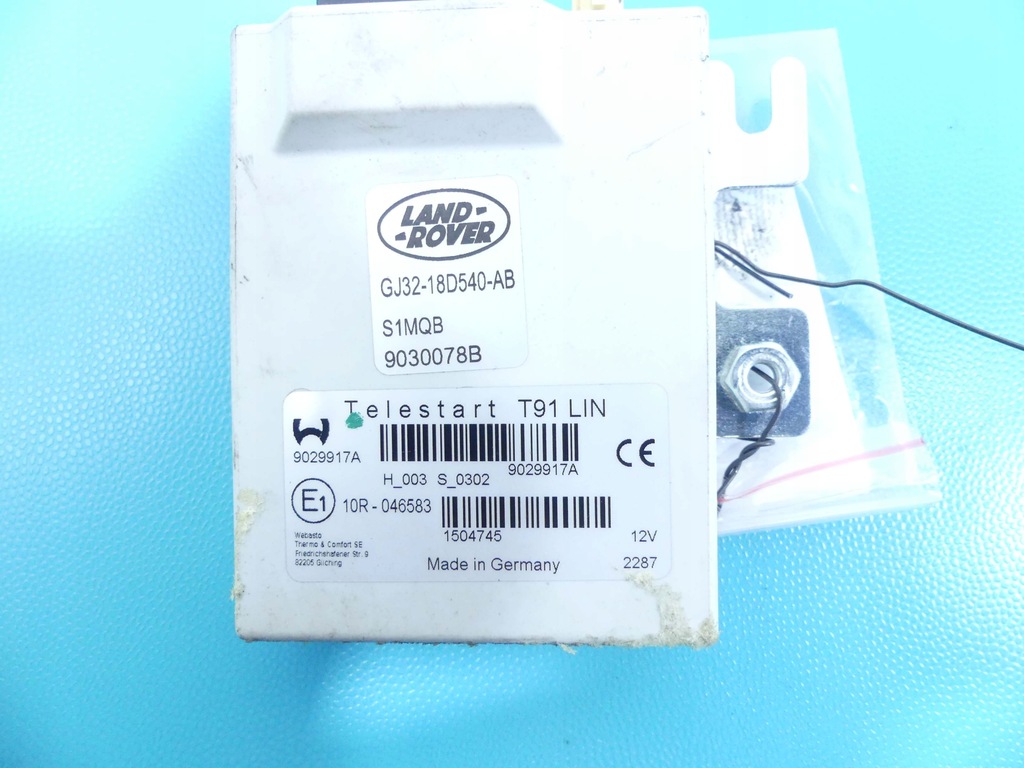 LAND-
-ROVER
GJ32-18D540-AB
S1MQB
9030078B
Telestart T91 LIN
9029917A
9029917A
CE
H_003 S_0302
E1
10R - 046583
1504745
12V
Webasto
Thermo & Comfort SE
Friedrichshafener Str. 9
82205 Gilching
Made in Germany
2287